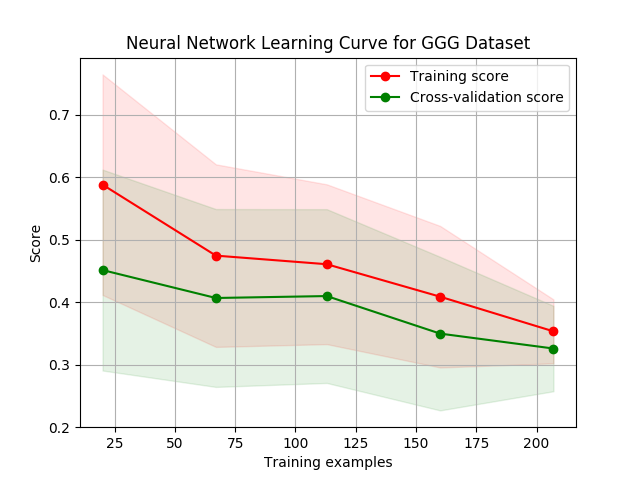 Neural Network Learning Curve for GGG Dataset
Training score
Cross-validation score
0.7
0.6
0.5
0.4
0.3
0.2
Score
25 50 75 100 125 150 175 200
Training examples